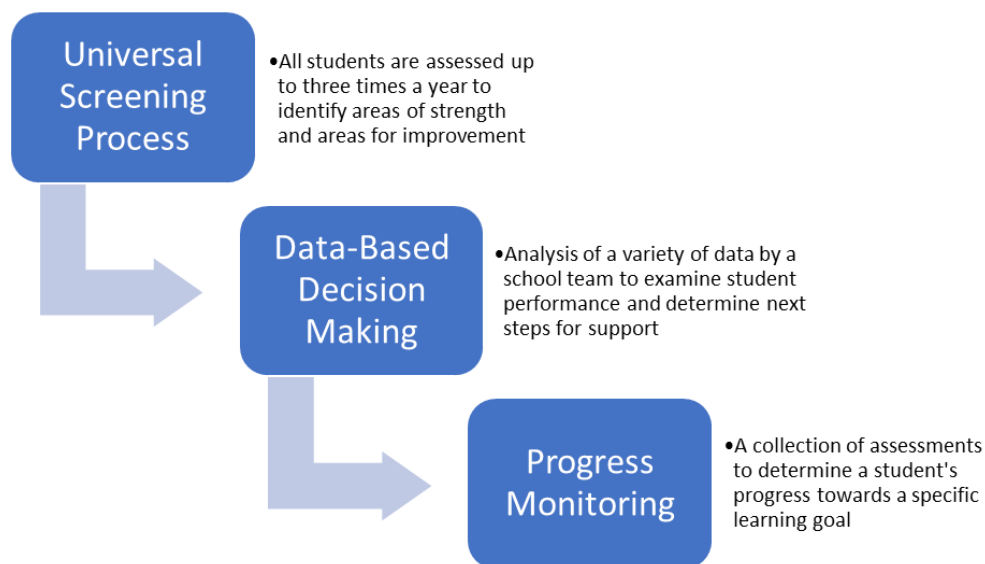 Universal
Screening
Process
•All students are assessed up
to three times a year to
identify areas of strength
and areas for improvement
Data-Based
Decision
Making
•Analysis of a variety of data by a
school team to examine student
performance and determine next
steps for support
Progress
Monitoring
•A collection of assessments
to determine a student's
progress towards a specific
learning goal